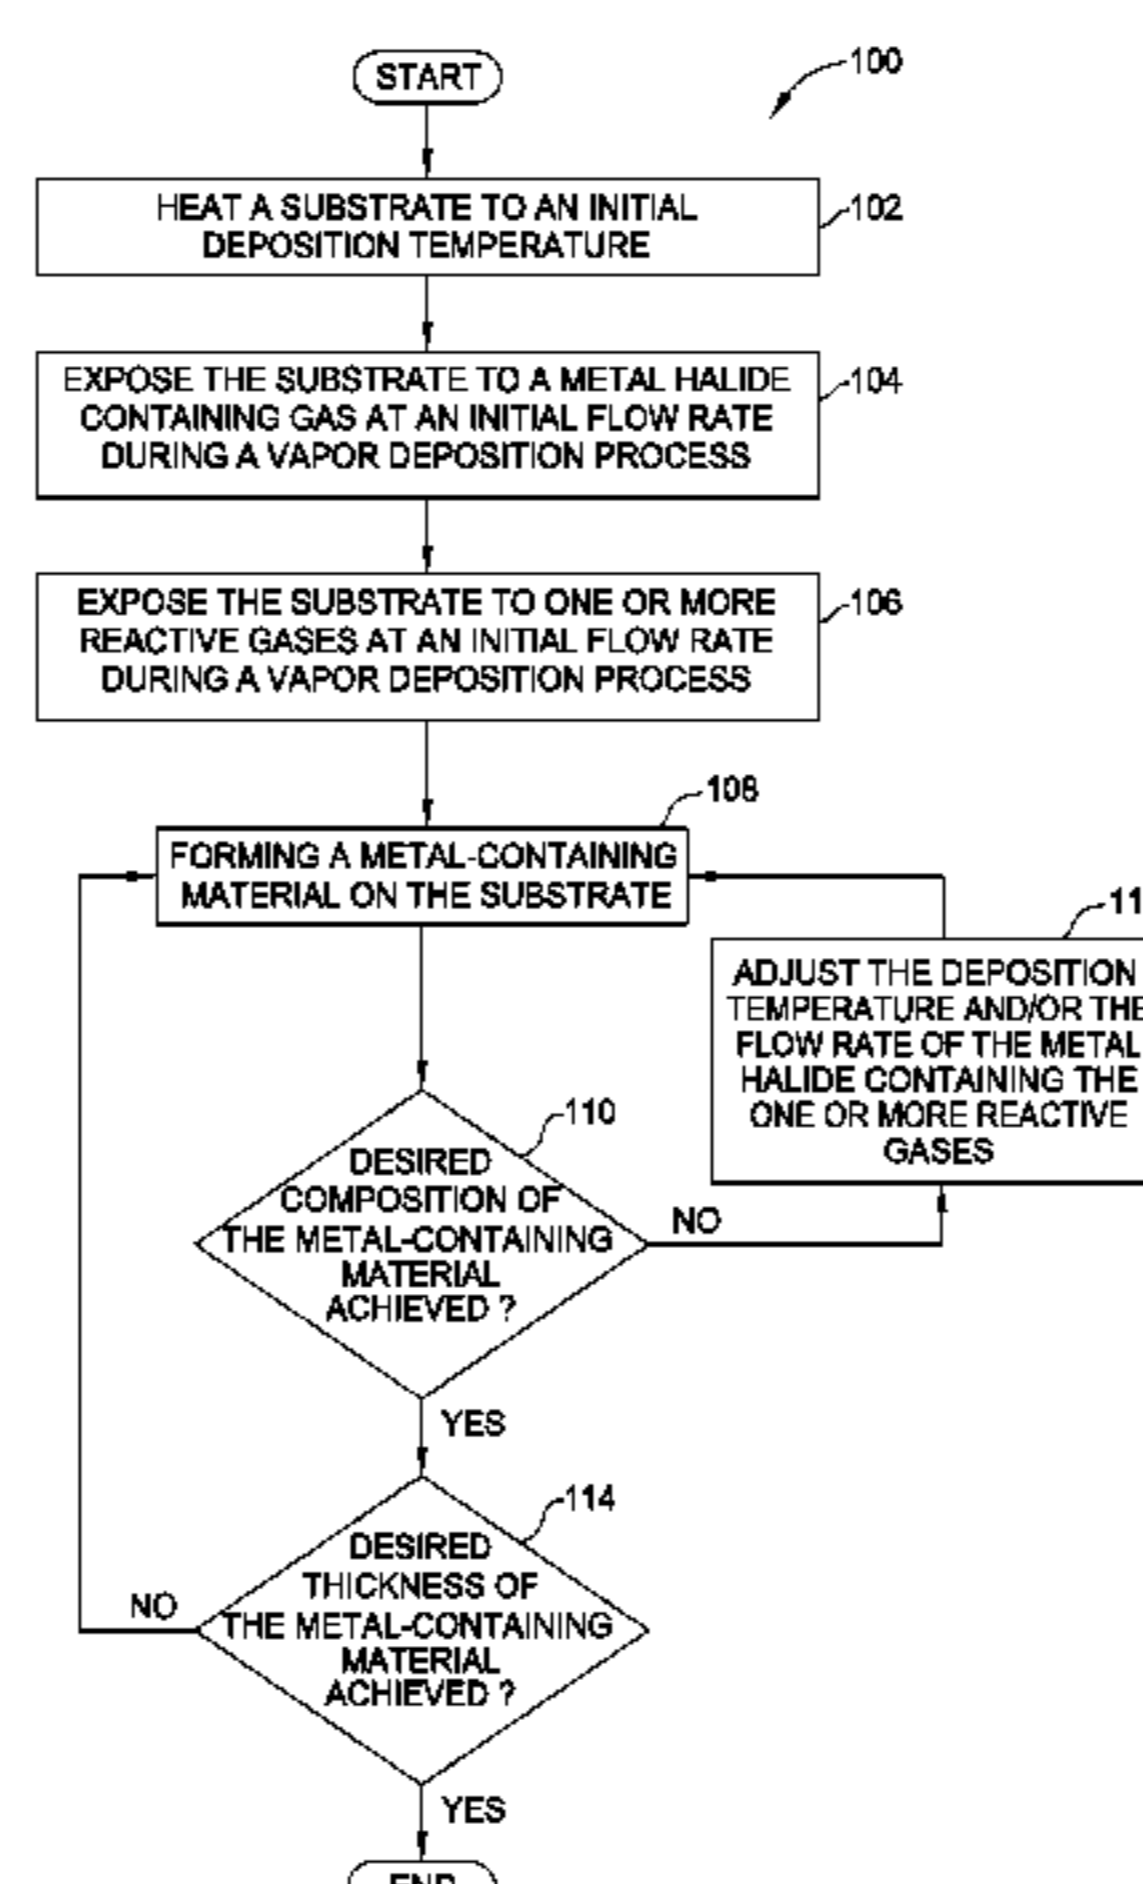 START
100
HEAT A SUBSTRATE TO AN INITIAL
DEPOSITION TEMPERATURE
102
EXPOSE THE SUBSTRATE TO A METAL HALIDE
CONTAINING GAS AT AN INITIAL FLOW RATE
DURING A VAPOR DEPOSITION PROCESS
104
EXPOSE THE SUBSTRATE TO ONE OR MORE
REACTIVE GASES AT AN INITIAL FLOW RATE
DURING A VAPOR DEPOSITION PROCESS
106
108
FORMING A METAL-CONTAINING
MATERIAL ON THE SUBSTRATE
11
ADJUST THE DEPOSITION
TEMPERATURE AND/OR THE
FLOW RATE OF THE METAL
HALIDE CONTAINING THE
ONE OR MORE REACTIVE
GASES
110
DESIRED
COMPOSITION OF
THE METAL-CONTAINING
MATERIAL
ACHIEVED ?
NO
YES
114
DESIRED
THICKNESS OF
THE METAL-CONTAINING
MATERIAL
ACHIEVED ?
NO
YES
END